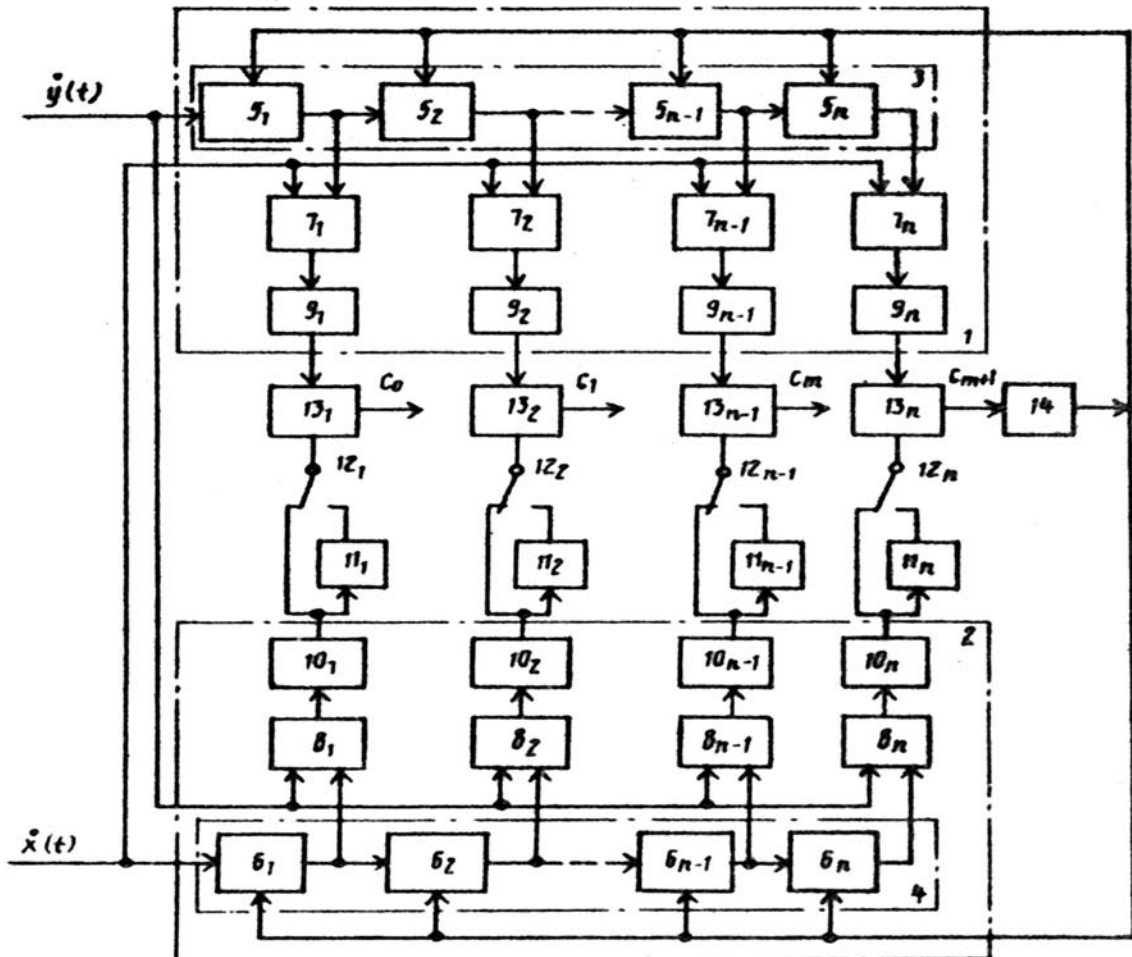 3
ẏ(t) 5₁ 5₂ 5ₙ₋₁ 5ₙ
7₁ 7₂ 7ₙ₋₁ 7ₙ
9₁ 9₂ 9ₙ₋₁ 9ₙ
1
C₀ C₁ Cₘ Cₘ₊₁
13₁ 13₂ 13ₙ₋₁ 13ₙ 14
12₁ 12₂ 12ₙ₋₁ 12ₙ
11₁ 11₂ 11ₙ₋₁ 11ₙ
2
10₁ 10₂ 10ₙ₋₁ 10ₙ
8₁ 8₂ 8ₙ₋₁ 8ₙ
ẋ(t) 6₁ 6₂ 6ₙ₋₁ 6ₙ
4